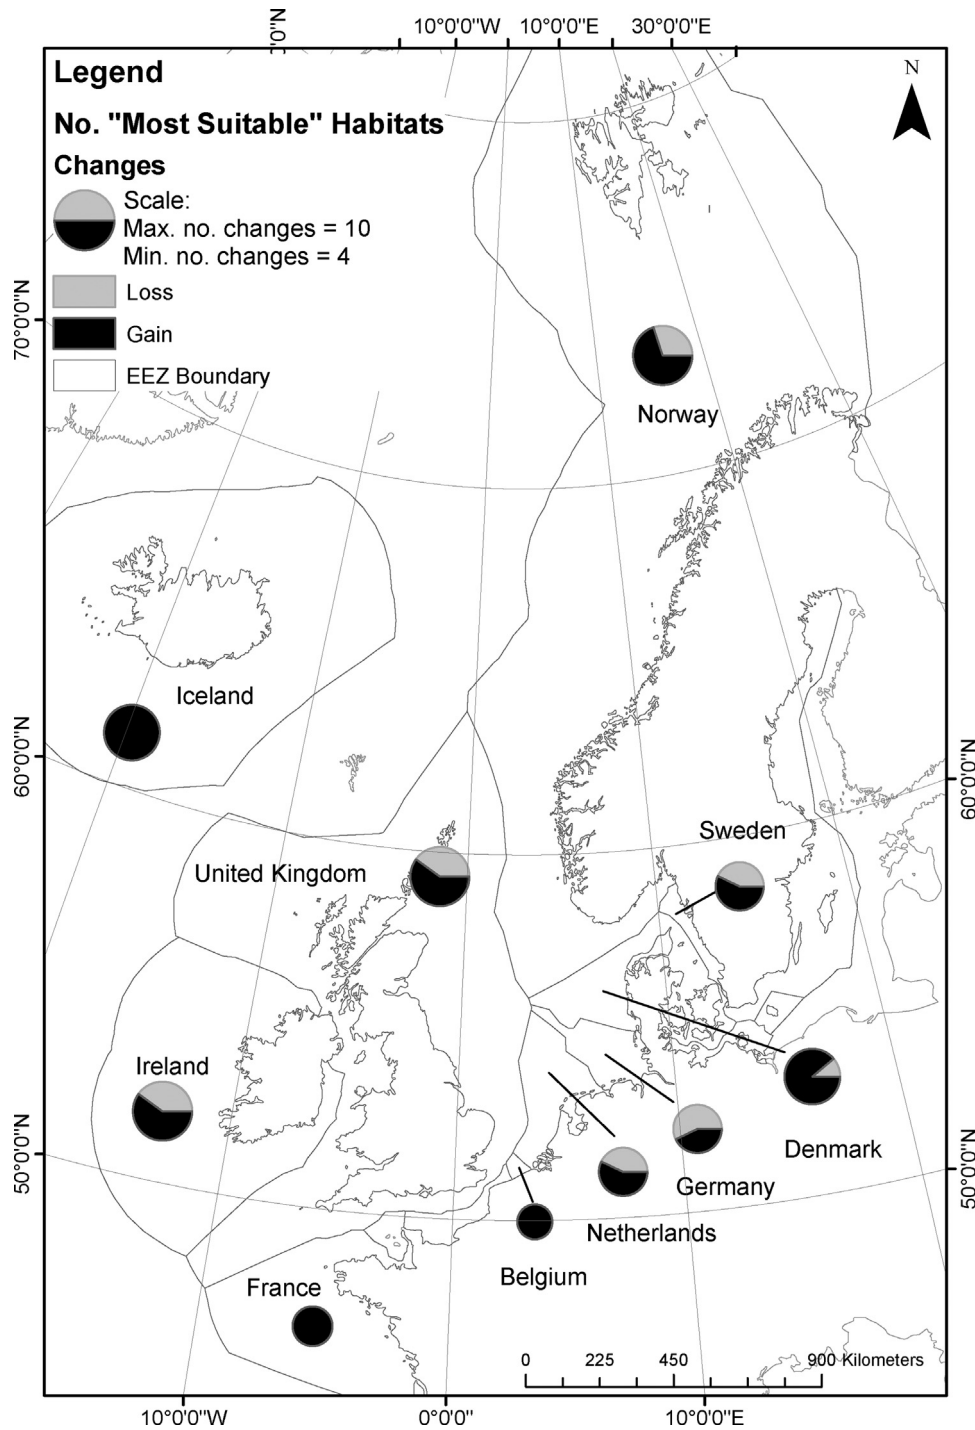 0'0"N
10°0'0"W 10°0'0"E 30°0'0"E
Legend
No. "Most Suitable" Habitats
Changes
Scale:
Max. no. changes = 10
Min. no. changes = 4
Loss
Gain
EEZ Boundary
N
70°0'0"N
Norway
Iceland
60°0'0"N
60°0'0"N
Sweden
United Kingdom
Ireland
Denmark
50°0'0"N
50°0'0"N
Germany
Netherlands
Belgium
France
0 225 450 900 Kilometers
10°0'0"W 0°0'0" 10°0'0"E